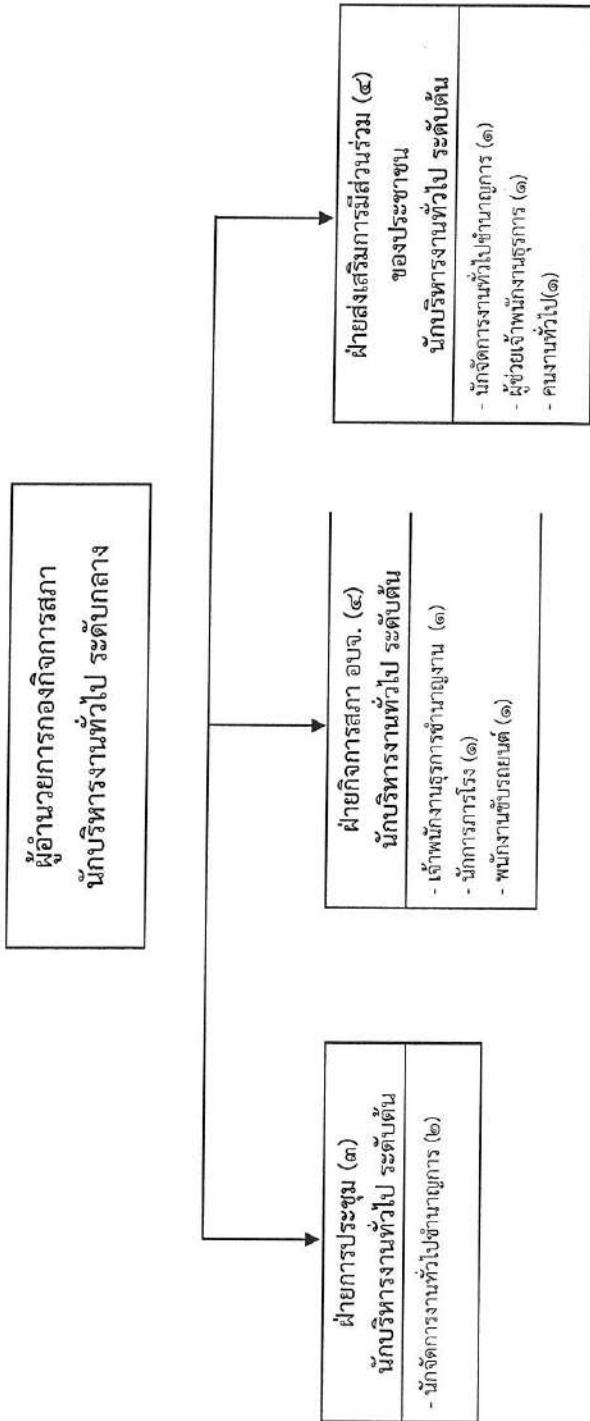 ผู้อำนวยการกองกิจการสภา
นักบริหารงานทั่วไป ระดับกลาง
ฝ่ายการประชุม (๓)
นักบริหารงานทั่วไป ระดับต้น
- นักจัดการงานทั่วไปชำนาญการ (๒)
ฝ่ายกิจการสภา อบจ. (๔)
นักบริหารงานทั่วไป ระดับต้น
- เจ้าพนักงานธุรการชำนาญงาน (๑)
- นักการภารโรง (๑)
- พนักงานขับรถยนต์ (๑)
ฝ่ายส่งเสริมการมีส่วนร่วม (๔)
ของประชาชน
นักบริหารงานทั่วไป ระดับต้น
- นักจัดการงานทั่วไปชำนาญการ (๑)
- ผู้ช่วยเจ้าพนักงานธุรการ (๑)
- คนงานทั่วไป(๑)